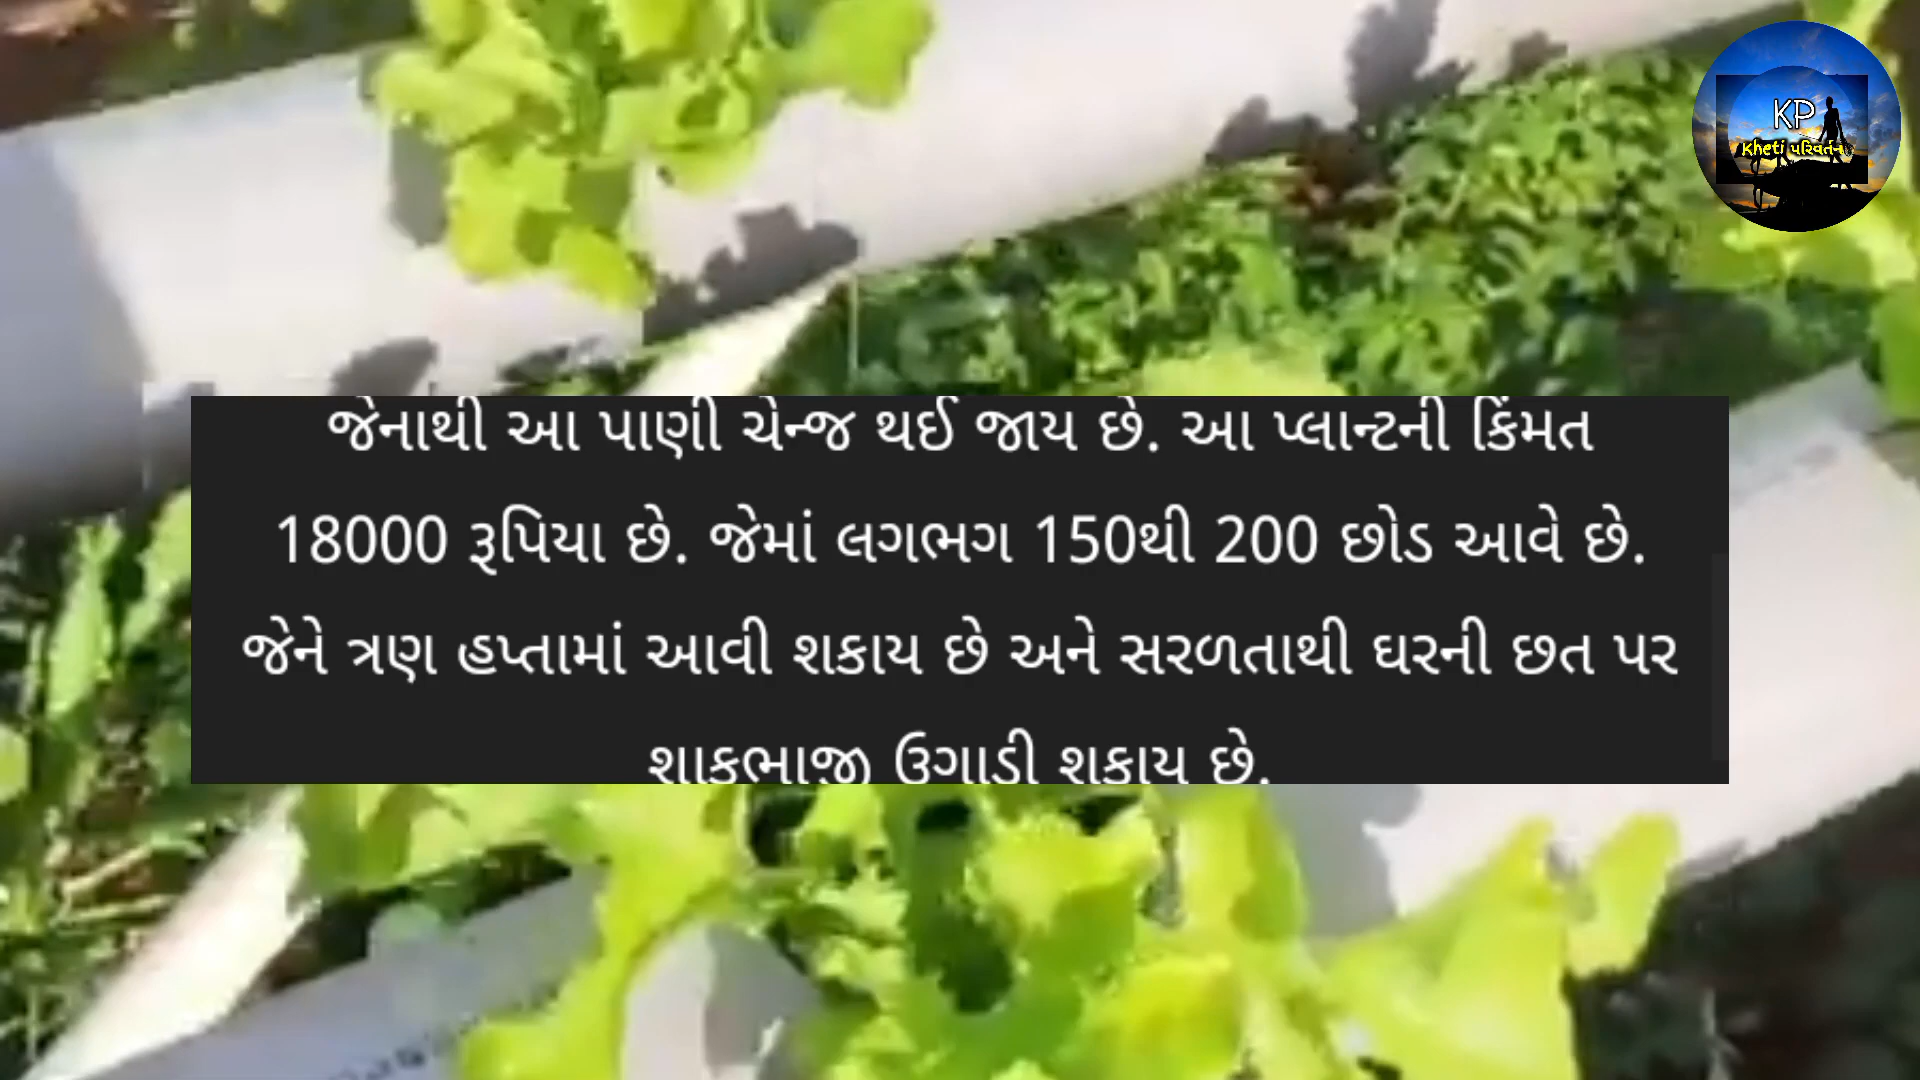 KP
Kheti પરિવર્તન
જેનાથી આ પાણી ચેન્જ થઈ જાય છે. આ પ્લાન્ટની કિંમત
18000 રૂપિયા છે. જેમાં લગભગ 150થી 200 છોડ આવે છે.
જેને ત્રણ હપ્તામાં આવી શકાય છે અને સરળતાથી ઘરની છત પર
શાકભાજી ઉગાડી શકાય છે.